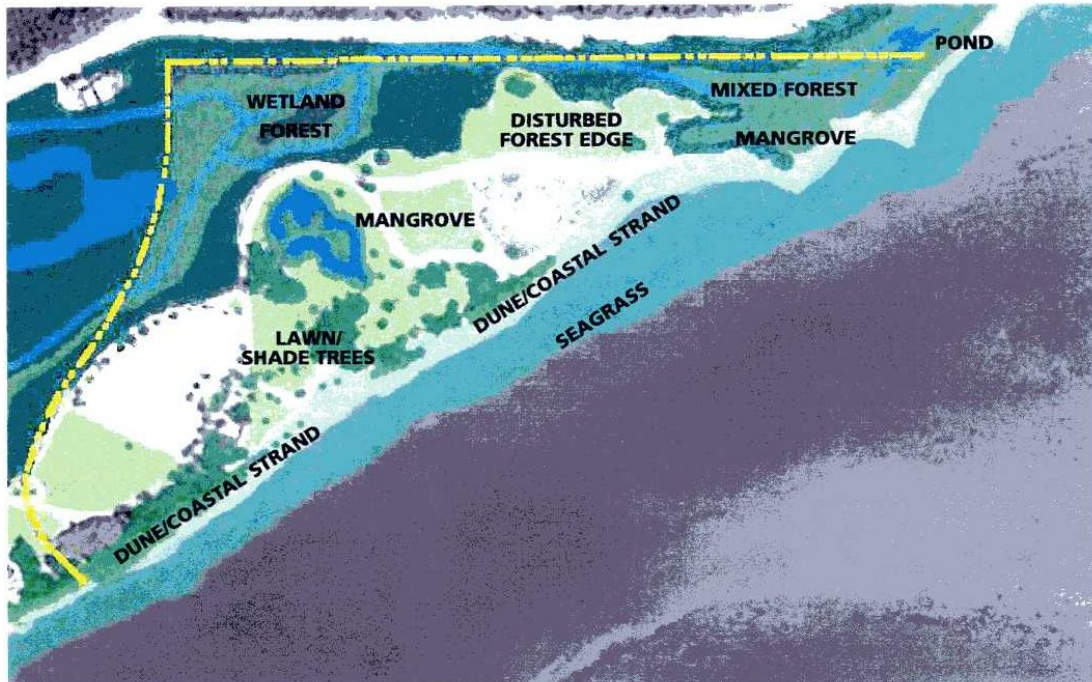 POND
WETLAND
FOREST
MIXED FOREST
DISTURBED
FOREST EDGE
MANGROVE
MANGROVE
DUNE/COASTAL STRAND
SEAGRASS
LAWN/
SHADE TREES
DUNE/COASTAL STRAND